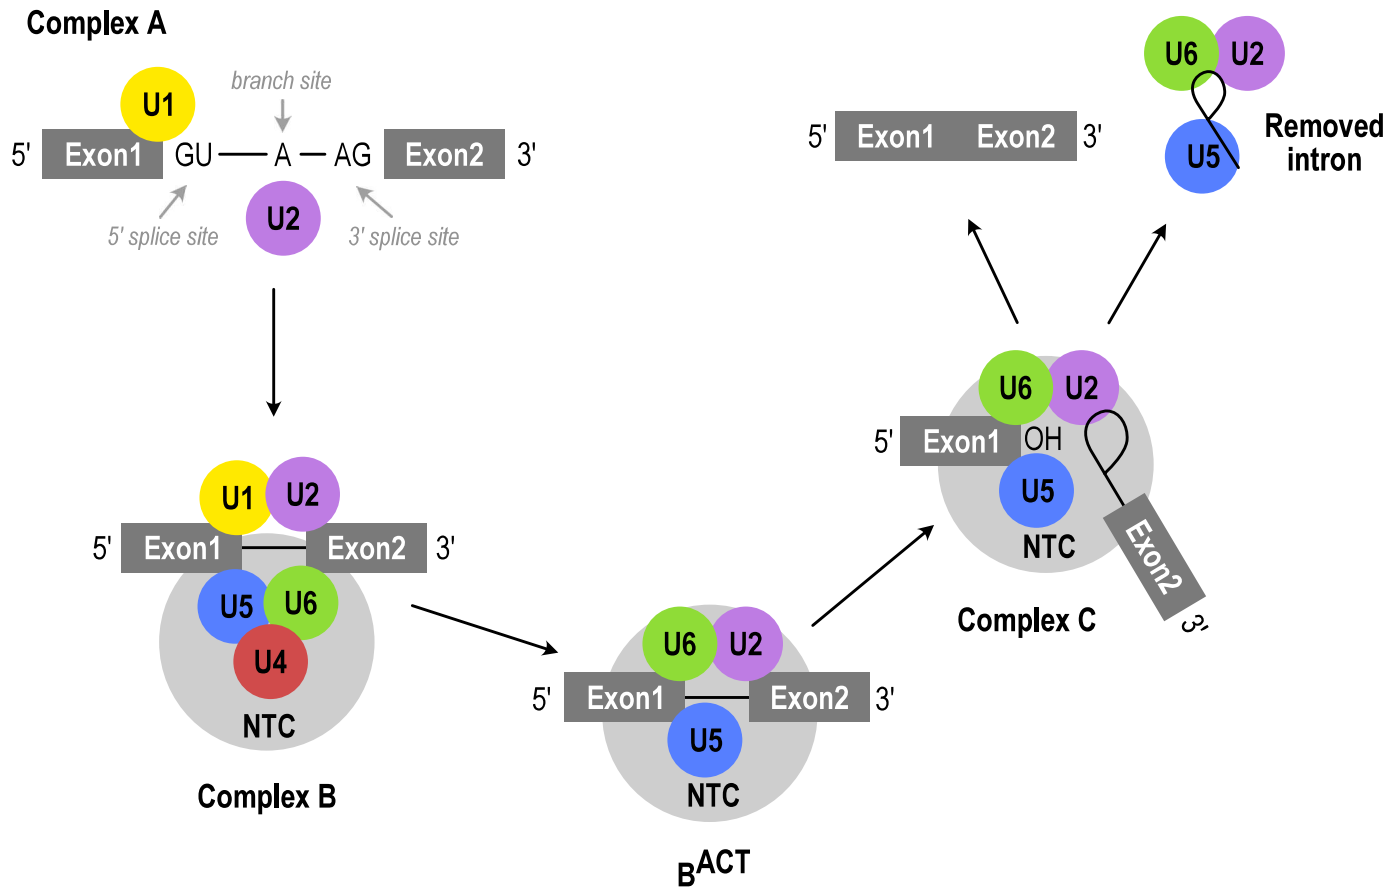 Complex A
U1
branch site
5' Exon1 GU A AG Exon2 3'
U2
5' splice site 3' splice site
U1 U2
5' Exon1 Exon2 3'
U5 U6
U4
NTC
Complex B
U6 U2
5' Exon1 Exon2 3'
U5
NTC
BACT
U6 U2
5' Exon1 OH
U5
NTC
Exon2
3'
Complex C
5' Exon1 Exon2 3'
U6 U2
U5
Removed
intron